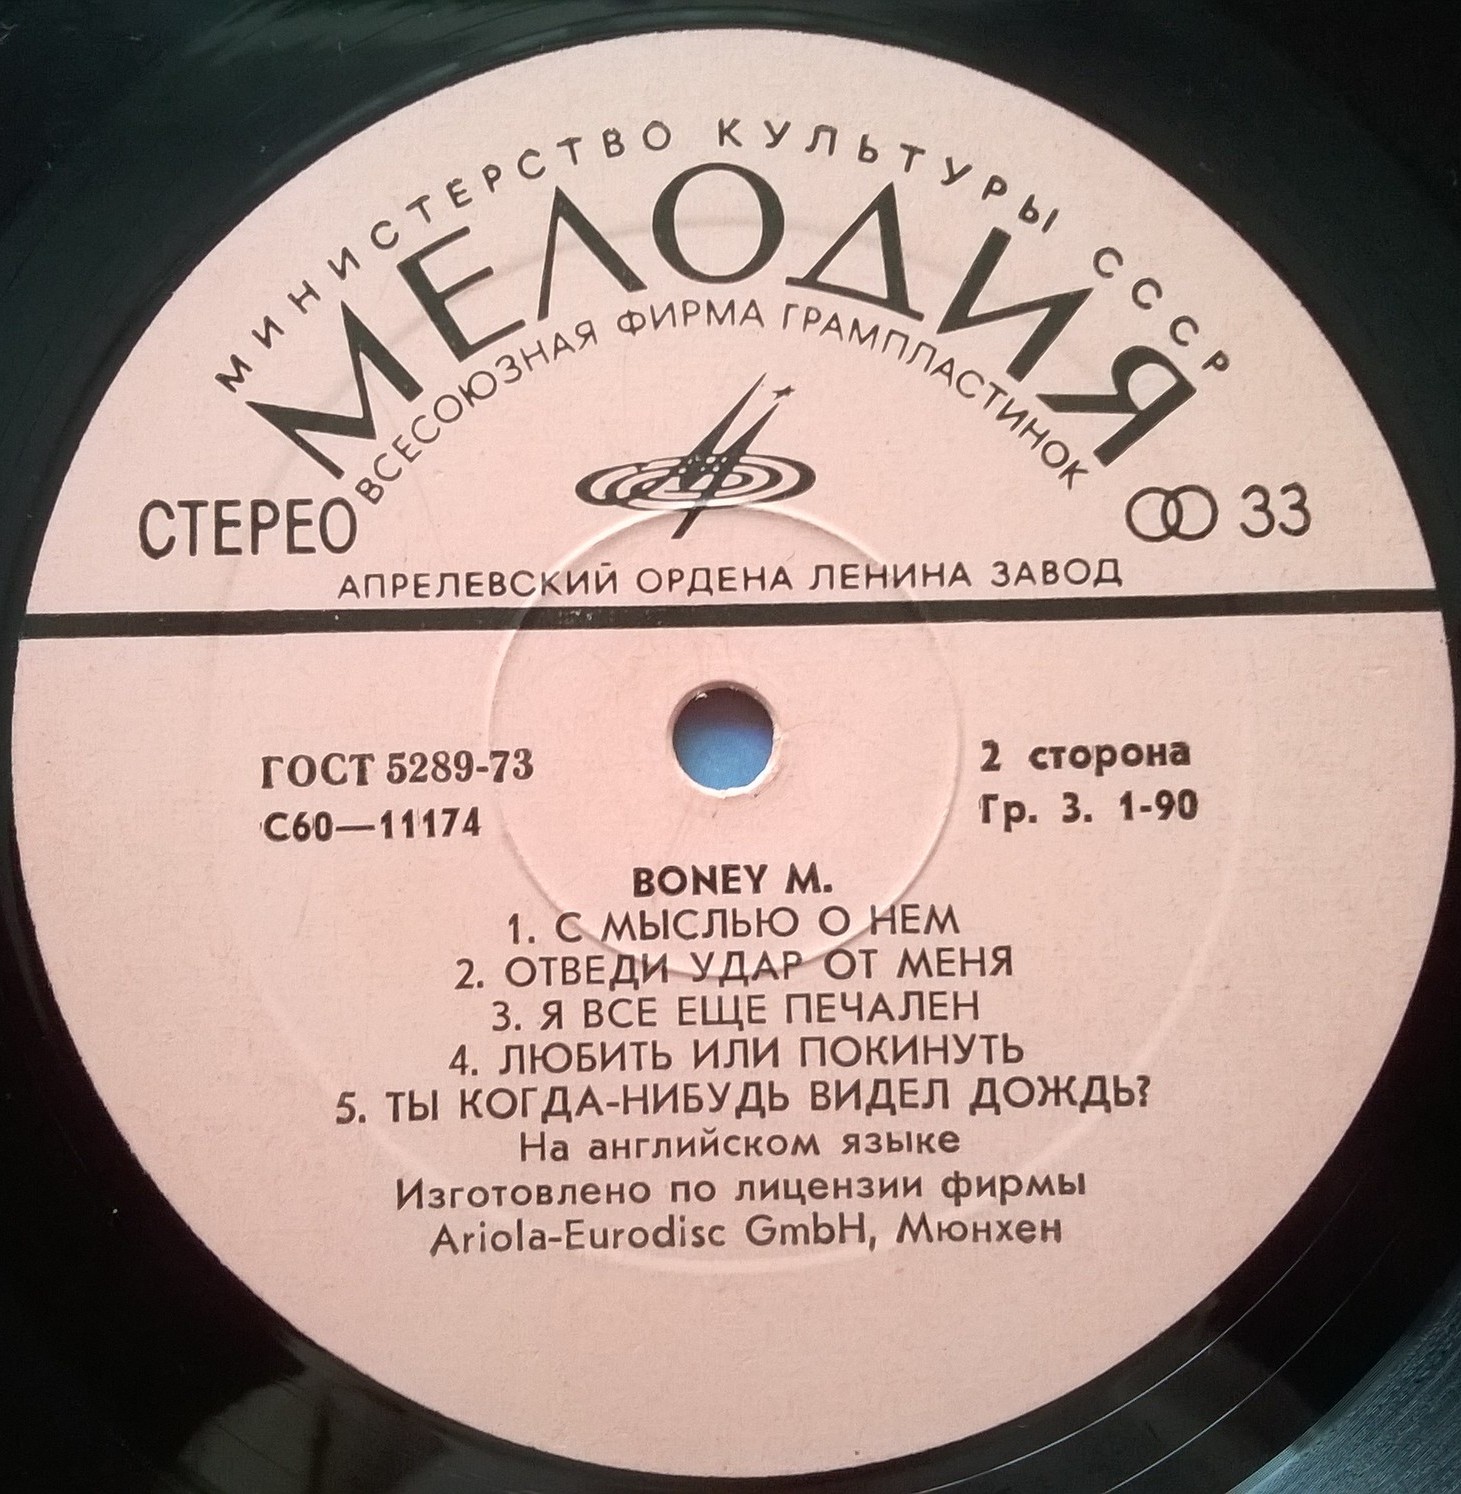 МИНИСТЕРСТВО КУЛЬТУРЫ СССР
МЕЛОДИЯ
ВСЕСОЮЗНАЯ ФИРМА ГРАМПЛАСТИНОК
СТЕРЕО
33
АПРЕЛЕВСКИЙ ОРДЕНА ЛЕНИНА ЗАВОД
ГОСТ 5289-73
С60—11174
2 сторона
Гр. 3. 1-90
BONEY M.
1. С МЫСЛЬЮ О НЕМ
2. ОТВЕДИ УДАР ОТ МЕНЯ
3. Я ВСЕ ЕЩЕ ПЕЧАЛЕН
4. ЛЮБИТЬ ИЛИ ПОКИНУТЬ
5. ТЫ КОГДА-НИБУДЬ ВИДЕЛ ДОЖДЬ?
На английском языке
Изготовлено по лицензии фирмы
Ariola-Eurodisc GmbH, Мюнхен